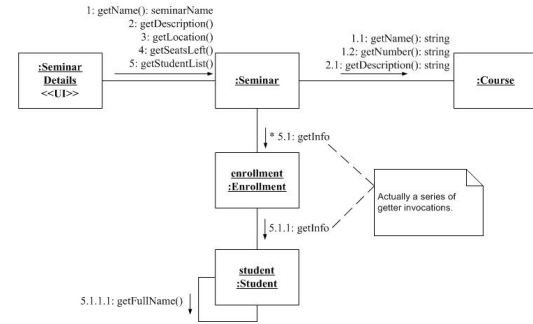 1: getName(): seminarName
2: getDescription()
3: getLocation()
4: getSeatsLeft()
5: getStudentList()
1.1: getName(): string
1.2: getNumber(): string
2.1: getDescription(): string
:Seminar
Details
<<UI>>
:Seminar
:Course
* 5.1: getInfo
enrollment
:Enrollment
Actually a series of
getter invocations.
5.1.1: getInfo
student
:Student
5.1.1.1: getFullName()